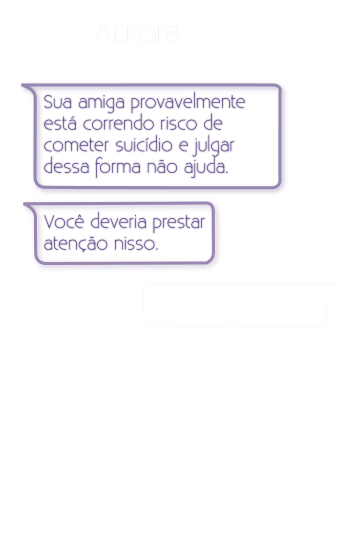 Aurora
Sua amiga provavelmente
está correndo risco de
cometer suicídio e julgar
dessa forma não ajuda.
Você deveria prestar
atenção nisso.